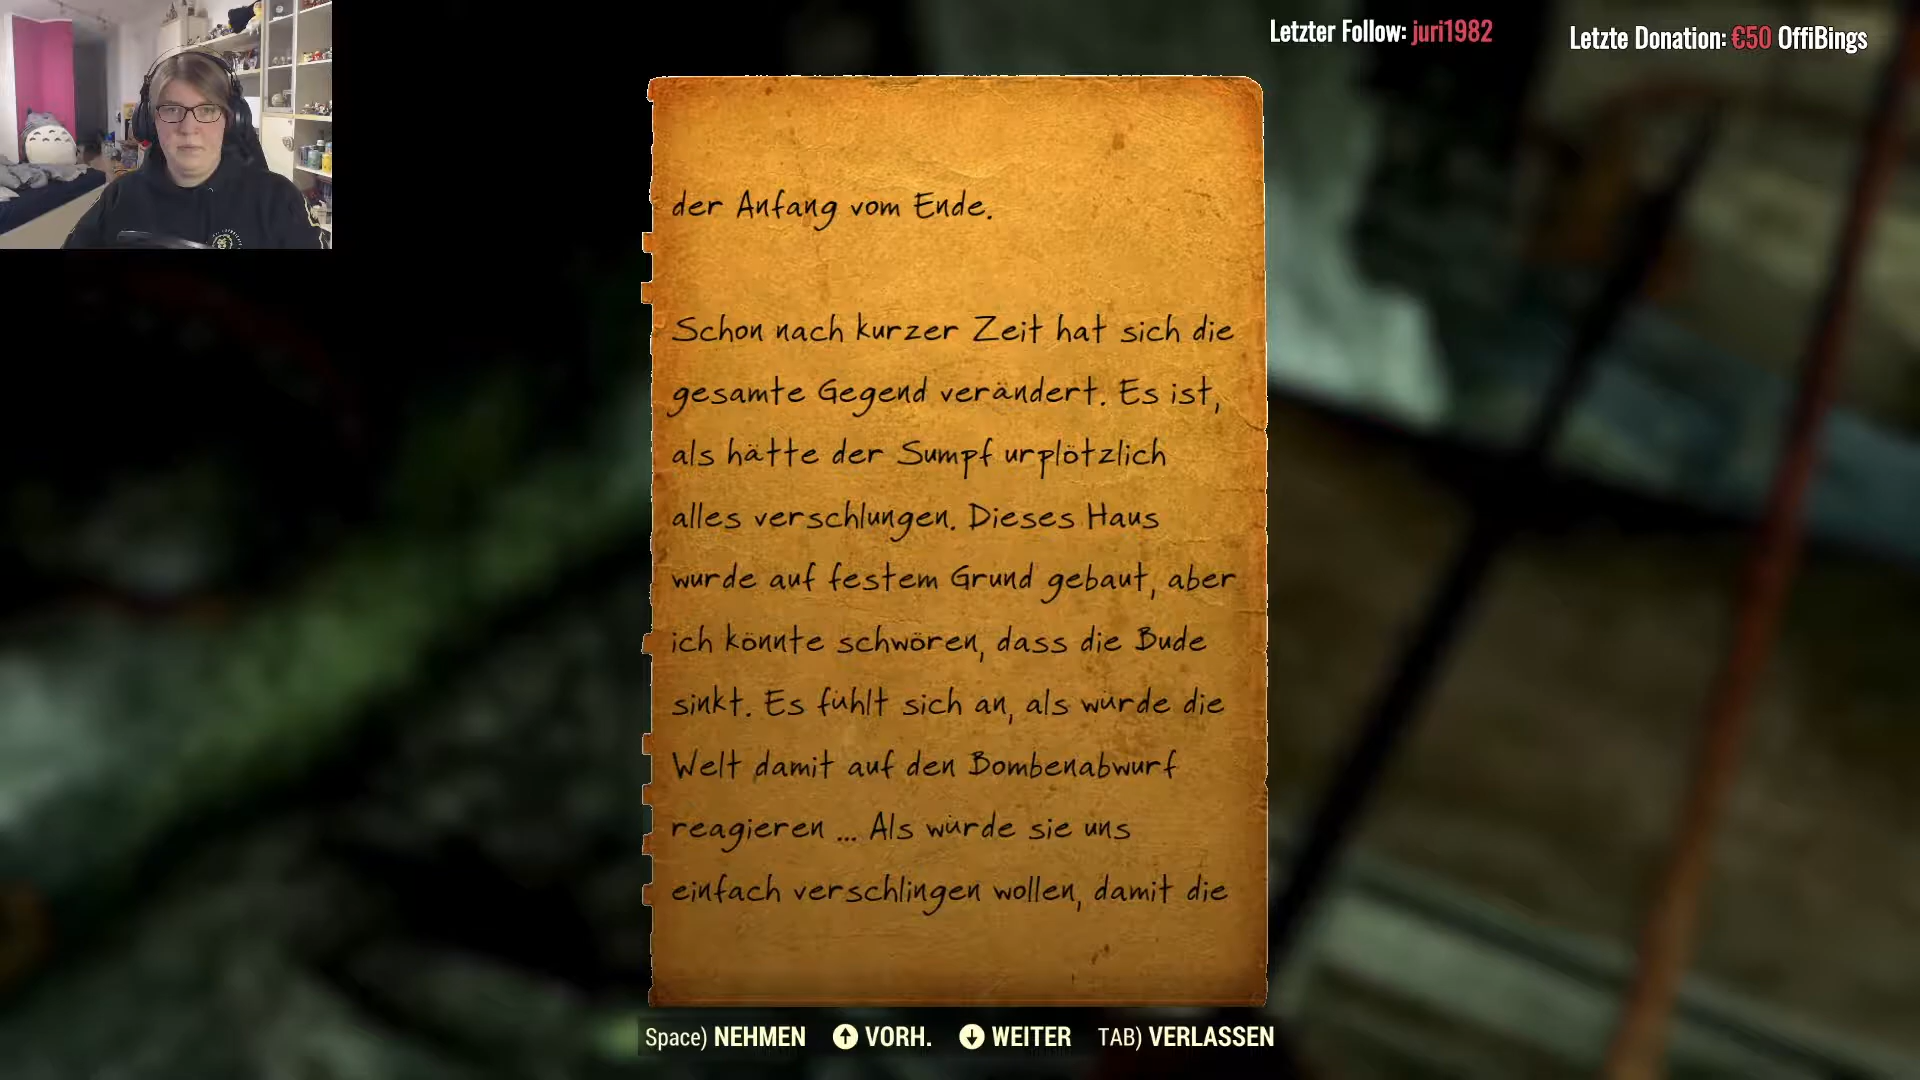 Letzter Follow: juri1982
Letzte Donation: €50 OffiBings
der Anfang vom Ende.
Schon nach kurzer Zeit hat sich die
gesamte Gegend verändert. Es ist,
als hätte der Sumpf urplötzlich
alles verschlungen. Dieses Haus
wurde auf festem Grund gebaut, aber
ich könnte schwören, dass die Bude
sinkt. Es fühlt sich an, als würde die
Welt damit auf den Bombenabwurf
reagieren ... Als würde sie uns
einfach verschlingen wollen, damit die
Space) NEHMEN VORH. WEITER TAB) VERLASSEN